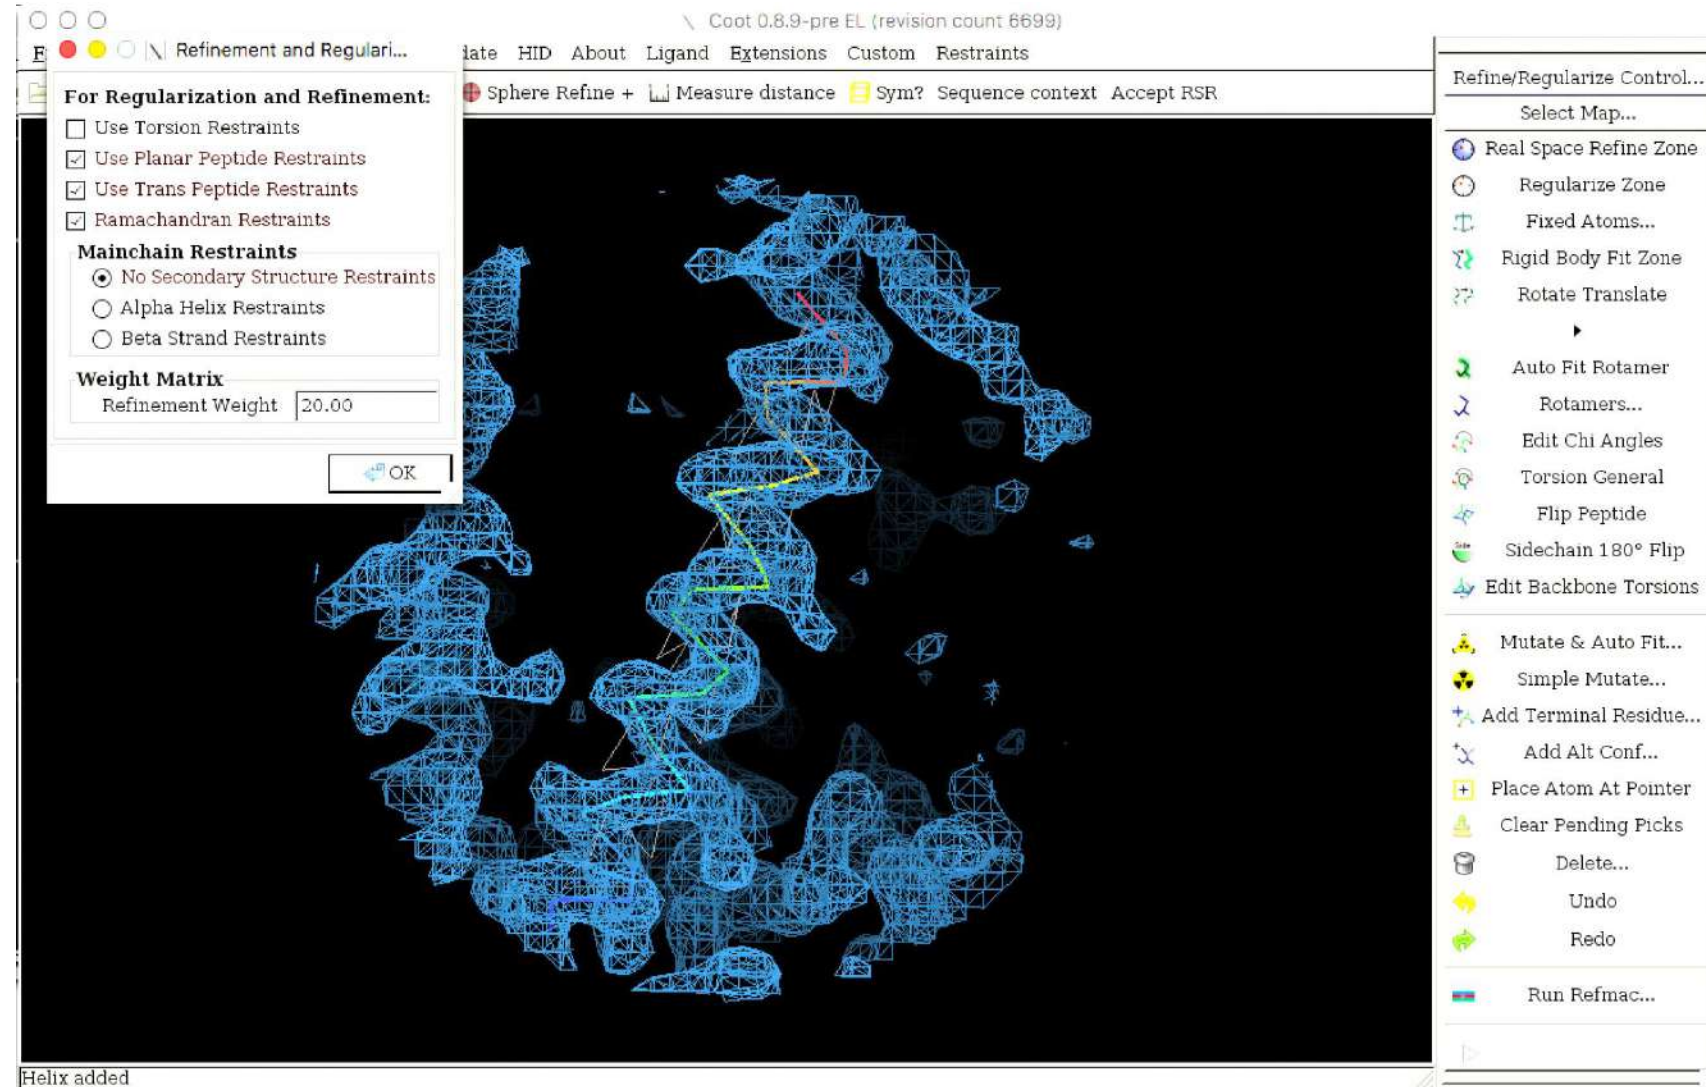 Coot 0.8.9-pre EL (revision count 6699)
Refinement and Regulari...
HID About Ligand Extensions Custom Restraints
Sphere Refine + Measure distance Sym? Sequence context Accept RSR
For Regularization and Refinement:
Use Torsion Restraints
Use Planar Peptide Restraints
Use Trans Peptide Restraints
Ramachandran Restraints
Mainchain Restraints
No Secondary Structure Restraints
Alpha Helix Restraints
Beta Strand Restraints
Weight Matrix
Refinement Weight 20.00
OK
Refine/Regularize Control...
Select Map...
Real Space Refine Zone
Regularize Zone
Fixed Atoms...
Rigid Body Fit Zone
Rotate Translate
Auto Fit Rotamer
Rotamers...
Edit Chi Angles
Torsion General
Flip Peptide
Sidechain 180° Flip
Edit Backbone Torsions
Mutate & Auto Fit...
Simple Mutate...
Add Terminal Residue...
Add Alt Conf...
Place Atom At Pointer
Clear Pending Picks
Delete...
Undo
Redo
Run Refmac...
Helix added